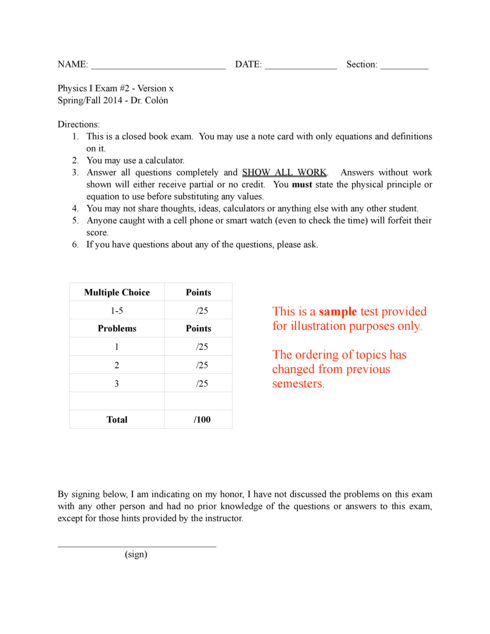 NAME: ____________________________ DATE: _______________ Section: __________
Physics I Exam #2 - Version x
Spring/Fall 2014 - Dr. Colón
Directions:
1. This is a closed book exam. You may use a note card with only equations and definitions
on it.
2. You may use a calculator.
3. Answer all questions completely and SHOW ALL WORK. Answers without work
shown will either receive partial or no credit. You must state the physical principle or
equation to use before substituting any values.
4. You may not share thoughts, ideas, calculators or anything else with any other student.
5. Anyone caught with a cell phone or smart watch (even to check the time) will forfeit their
score.
6. If you have questions about any of the questions, please ask.
Multiple Choice Points
1-5 /25
Problems Points
1 /25
2 /25
3 /25
Total /100
This is a sample test provided
for illustration purposes only.
The ordering of topics has
changed from previous
semesters.
By signing below, I am indicating on my honor, I have not discussed the problems on this exam
with any other person and had no prior knowledge of the questions or answers to this exam,
except for those hints provided by the instructor.
_________________________________
(sign)